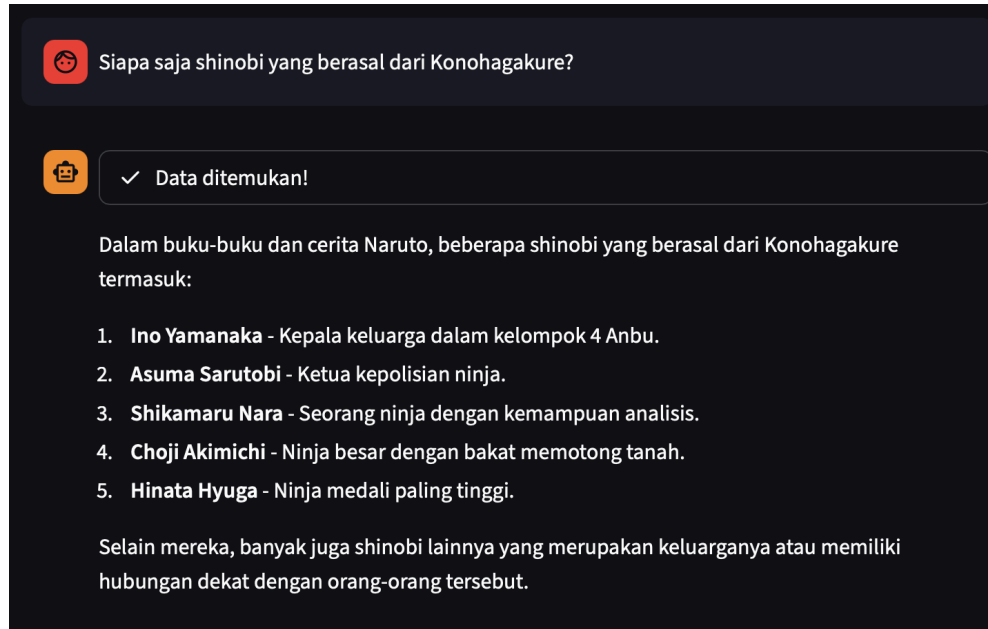 Siapa saja shinobi yang berasal dari Konohagakure?
Data ditemukan!
Dalam buku-buku dan cerita Naruto, beberapa shinobi yang berasal dari Konohagakure
termasuk:
1. Ino Yamanaka - Kepala keluarga dalam kelompok 4 Anbu.
2. Asuma Sarutobi - Ketua kepolisian ninja.
3. Shikamaru Nara - Seorang ninja dengan kemampuan analisis.
4. Choji Akimichi - Ninja besar dengan bakat memotong tanah.
5. Hinata Hyuga - Ninja medali paling tinggi.
Selain mereka, banyak juga shinobi lainnya yang merupakan keluarganya atau memiliki
hubungan dekat dengan orang-orang tersebut.